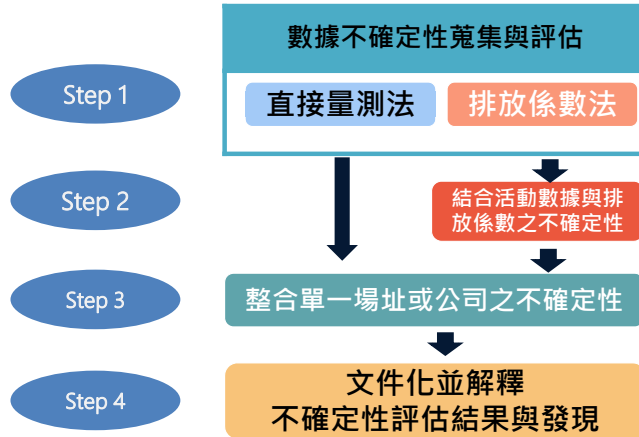 數據不確定性蒐集與評估
Step 1
直接量測法
排放係數法
Step 2
結合活動數據與排
放係數之不確定性
Step 3
整合單一場址或公司之不確定性
Step 4
文件化並解釋
不確定性評估結果與發現